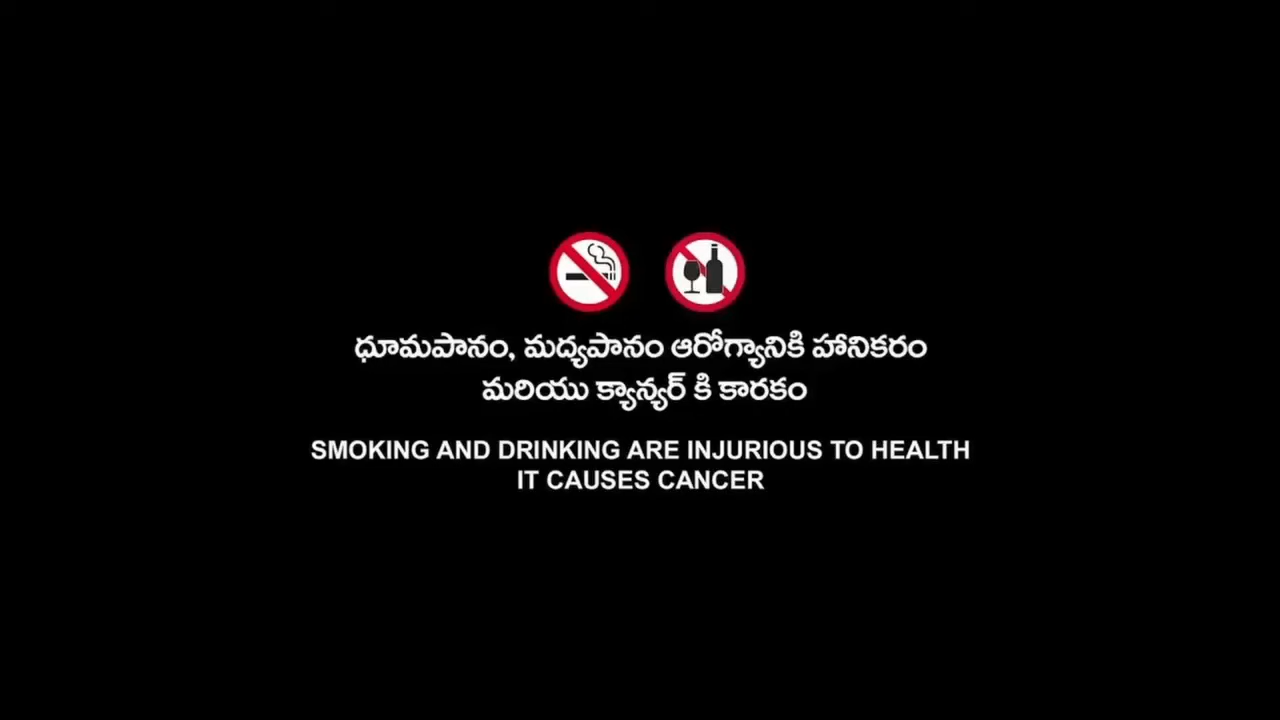 ధూమపానం, మద్యపానం ఆరోగ్యానికి హానికరం
మరియు క్యాన్సర్ కి కారకం
SMOKING AND DRINKING ARE INJURIOUS TO HEALTH
IT CAUSES CANCER